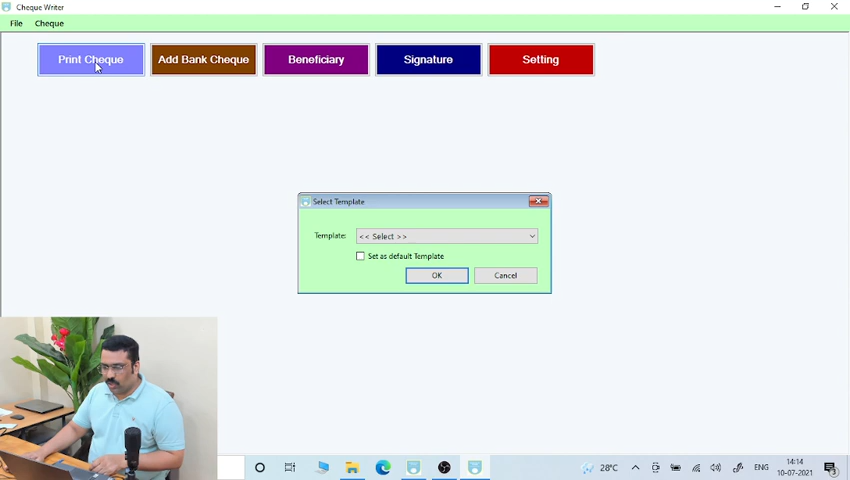 Cheque Writer
File Cheque
Print Cheque Add Bank Cheque Beneficiary Signature Setting
Select Template
Template: << Select >>
Set as default Template
OK Cancel
28°C ENG 14:14
10-07-2021 3